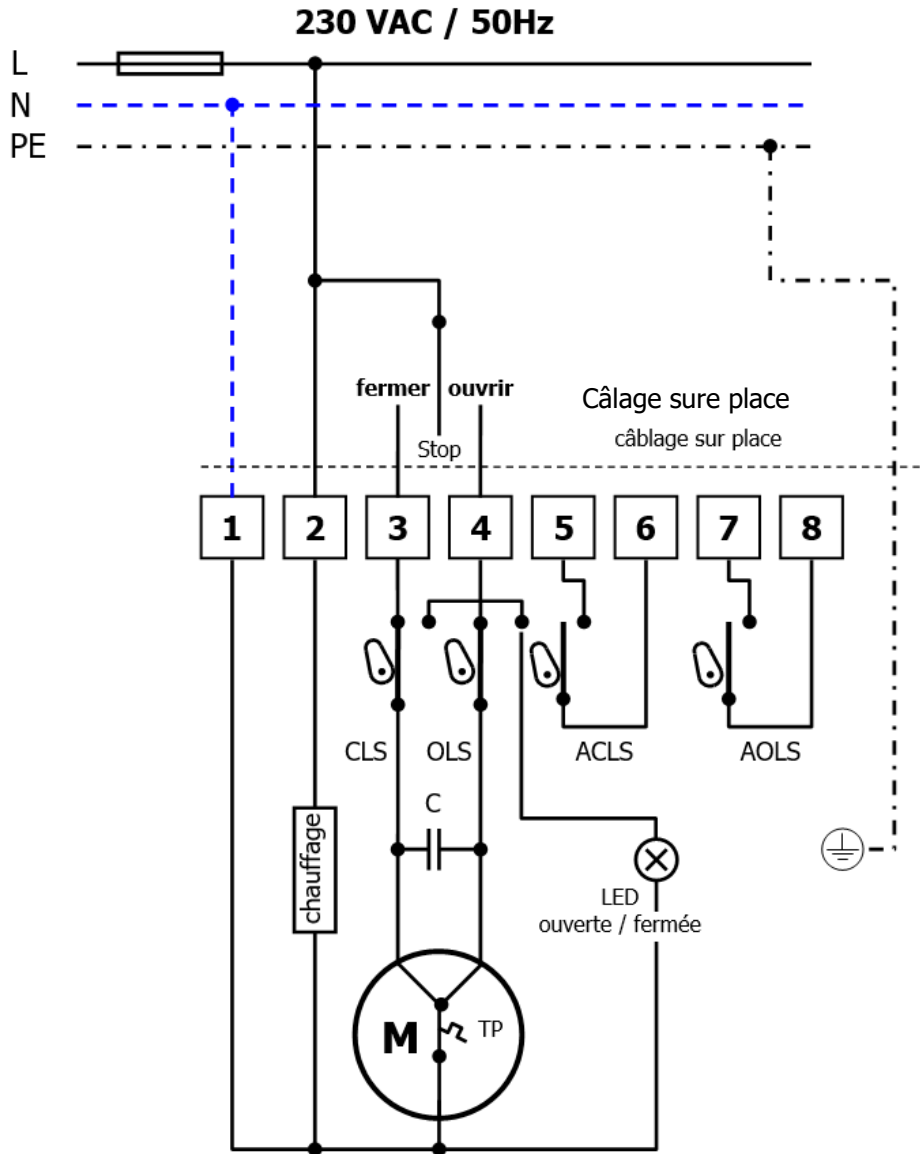 230 VAC / 50Hz
L
N
PE
fermer ouvrir
Stop
Câlage sure place
câblage sur place
1 2 3 4 5 6 7 8
CLS OLS ACLS AOLS
C
chauffage
LED
ouverte / fermée
M TP